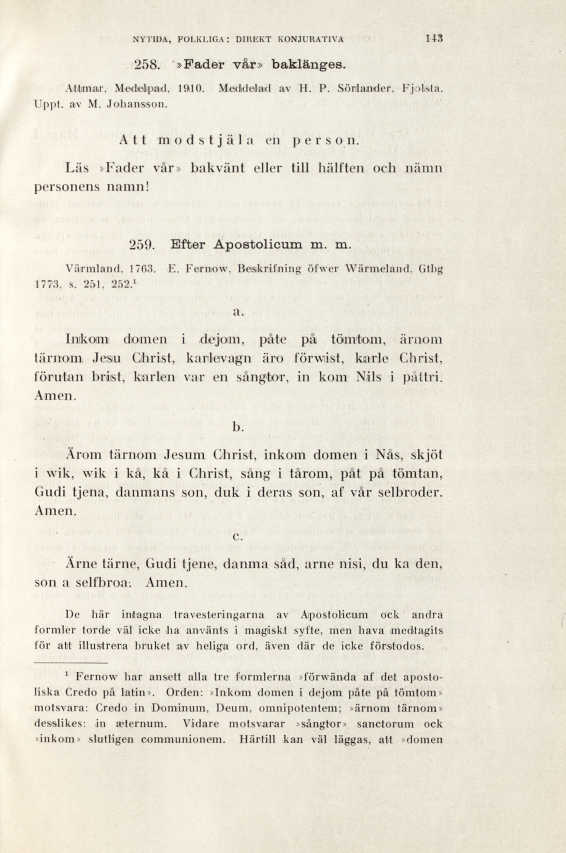 NYTIDA, FOLKLIGA: DIREKT KONJURATIVA 143
258. »Fader vår» baklänges.
Attmar, Medelpad, 1910. Meddelad av H. P. Sörlander, Fjolsta.
Uppt. av M. Johansson.
Att modstjäla en person.
Läs »Fader vår» bakvänt eller till hälften och nämn
personens namn!
259. Efter Apostolicum m. m.
Värmland, 1763. E. Fernow, Beskrifning öfwer Wärmeland, Gtbg
1773, s. 251, 252.¹
a.
Inkom domen i dejom, påte på tömtom, ärnom
tärnom Jesu Christ, karlevagn äro förwist, karle Christ,
förutan brist, karlen var en sångtor, in kom Nils i påttri.
Amen.
b.
Ärom tärnom Jesum Christ, inkom domen i Nås, skjöt
i wik, wik i kå, kå i Christ, sång i tårom, påt på tömtan,
Gudi tjena, danmans son, duk i deras son, af vår selbroder.
Amen.
c.
Ärne tärne, Gudi tjene, danma såd, arne nisi, du ka den,
son a selfbroa. Amen.
De här intagna travesteringarna av Apostolicum ock andra
formler torde väl icke ha använts i magiskt syfte, men hava medtagits
för att illustrera bruket av heliga ord, även där de icke förstodos.
¹ Fernow har ansett alla tre formlerna »förwända af det aposto-
liska Credo på latin». Orden: »Inkom domen i dejom påte på tömtom»
motsvara: Credo in Dominum, Deum, omnipotentem; »ärnom tärnom»
desslikes: in æternum. Vidare motsvarar »sångtor» sanctorum ock
»inkom» slutligen communionem. Härtill kan väl läggas, att »domen